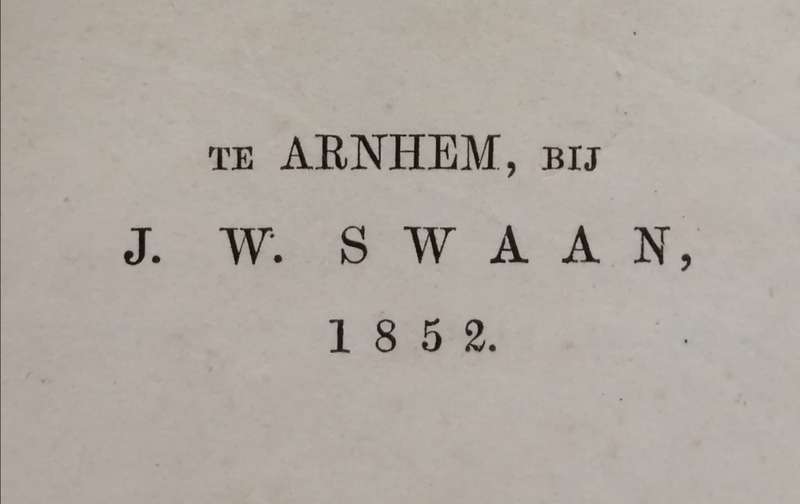 TE ARNHEM, BIJ
J. W. SWAAN,
1852.